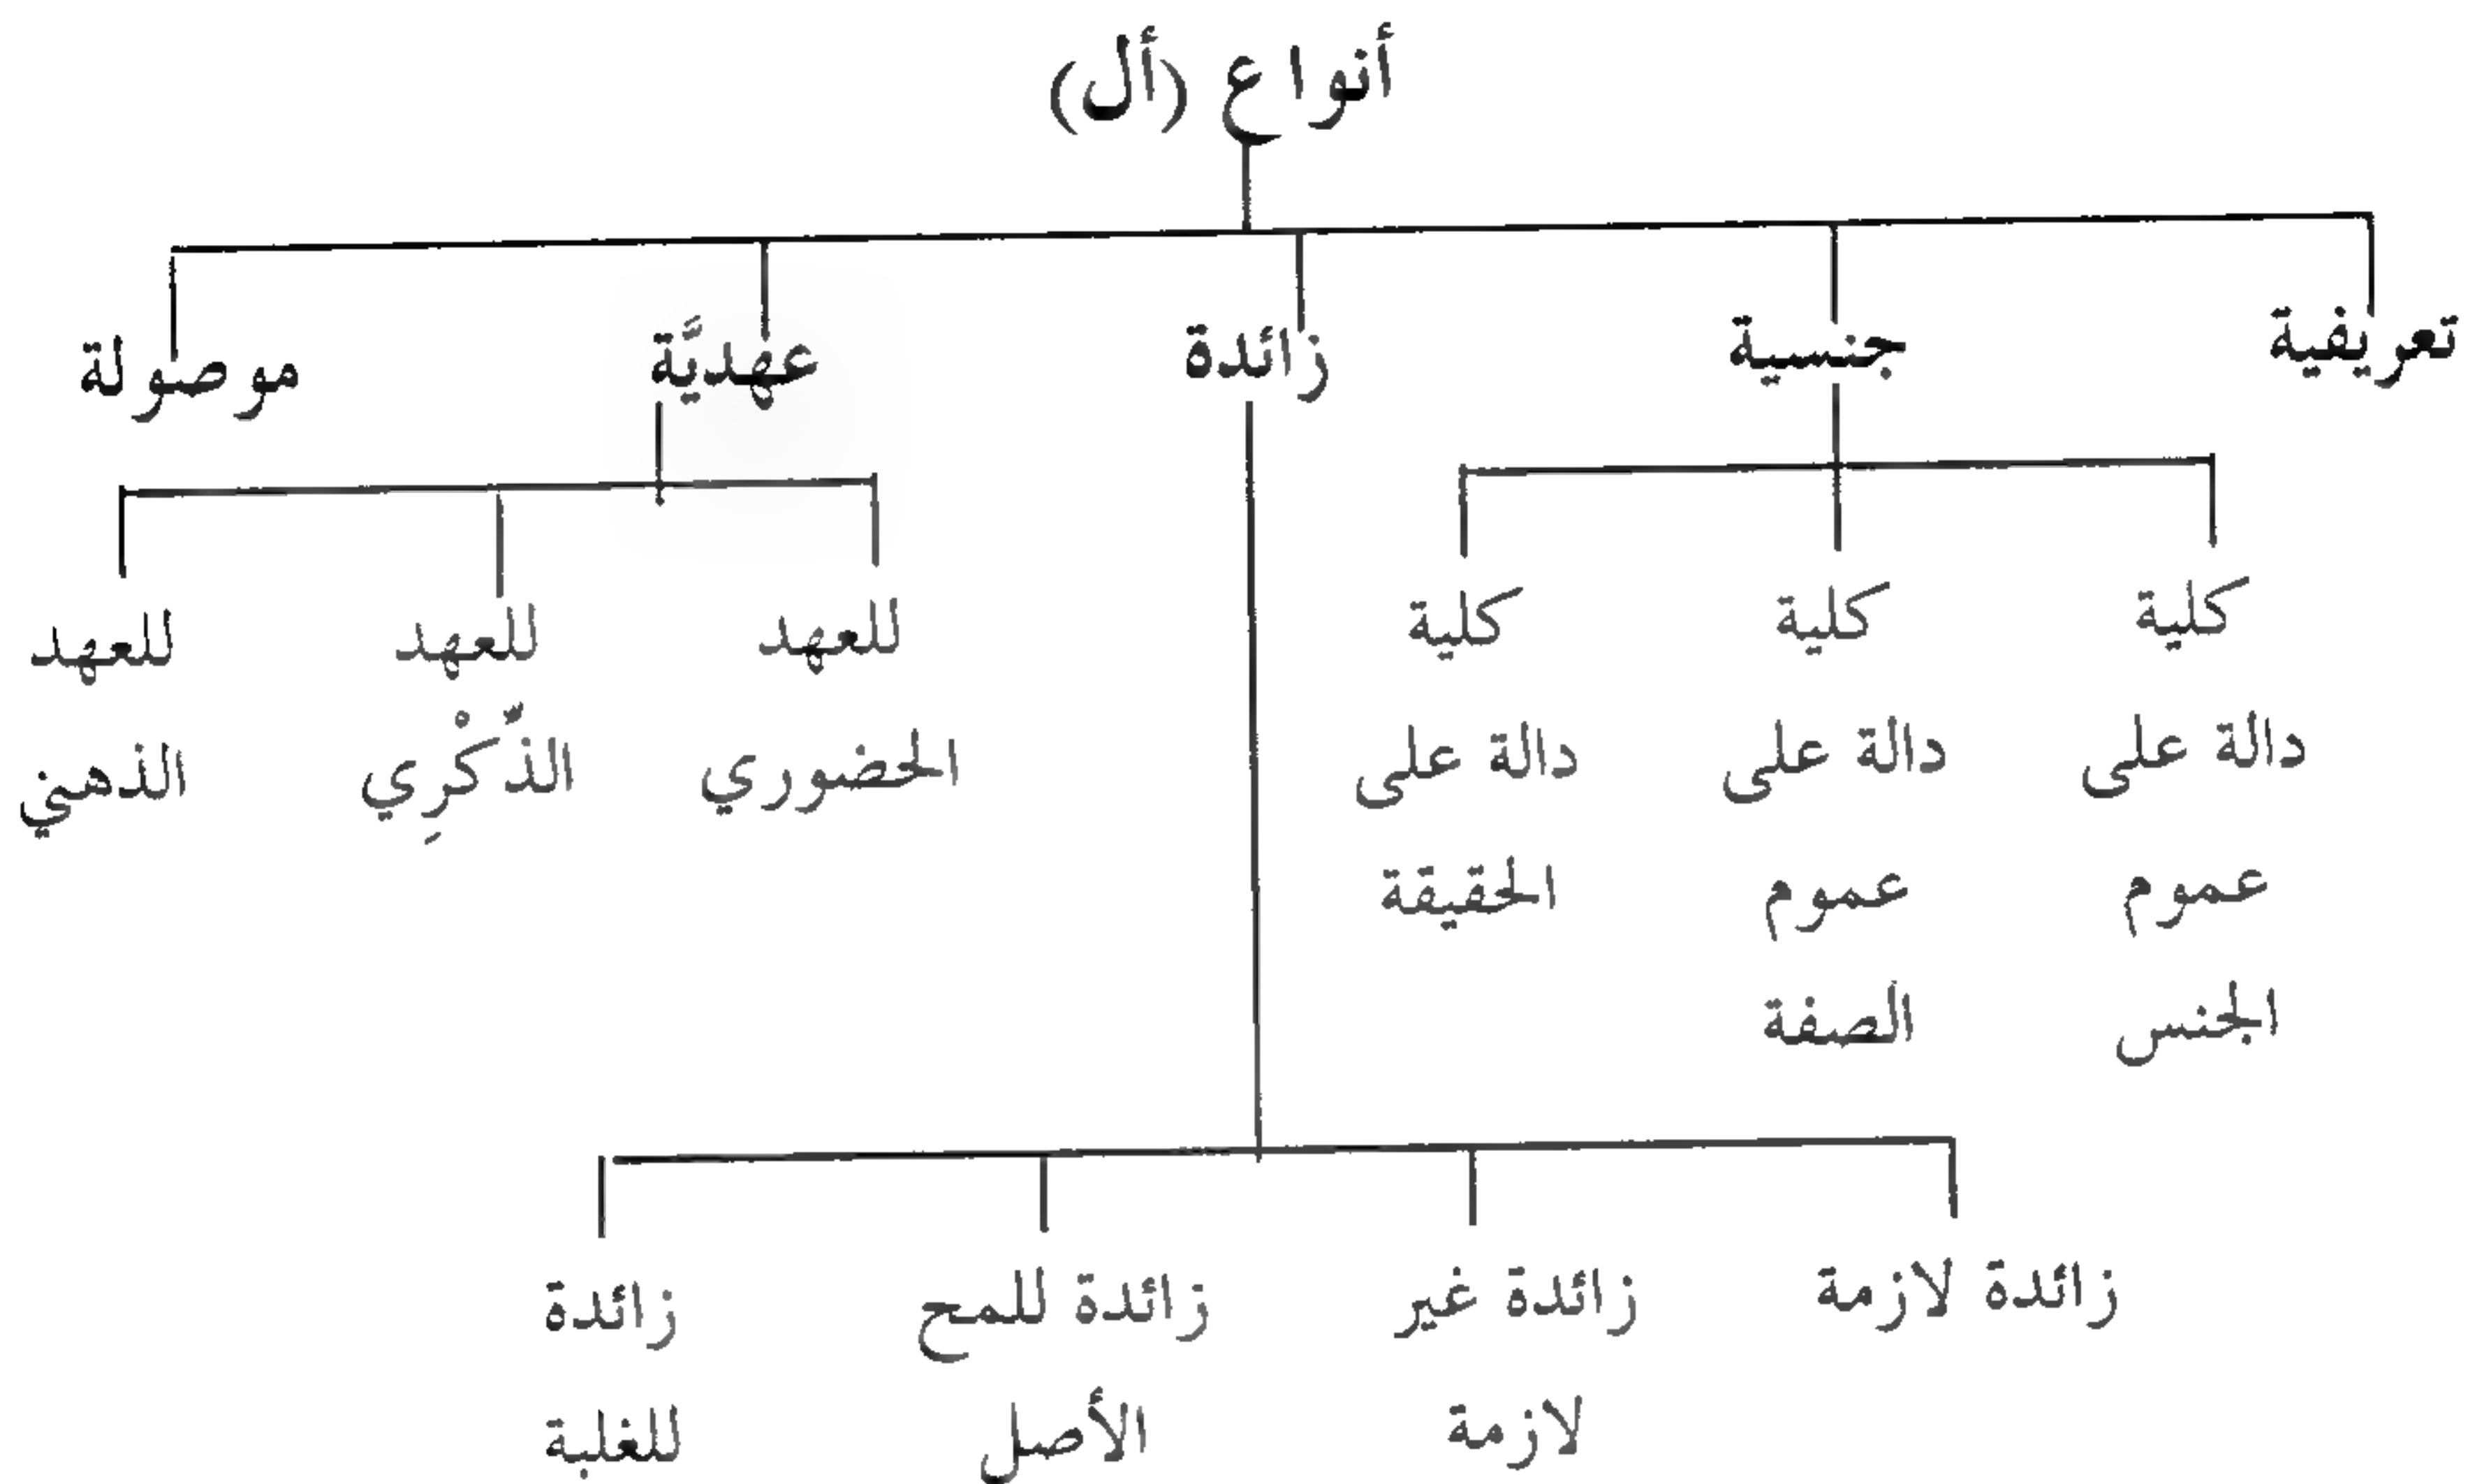 أنواع (أل)
تعريفية
جنسية
زائدة
عهديَّة
موصولة
كلية
دالة على
عموم
الجنس
كلية
دالة على
عموم
الصفة
كلية
دالة على
الحقيقة
للعهد
الحضوري
للعهد
الذِّكْرِي
للعهد
الذهني
زائدة لازمة
زائدة غير
لازمة
زائدة للمح
الأصل
زائدة
للغلبة